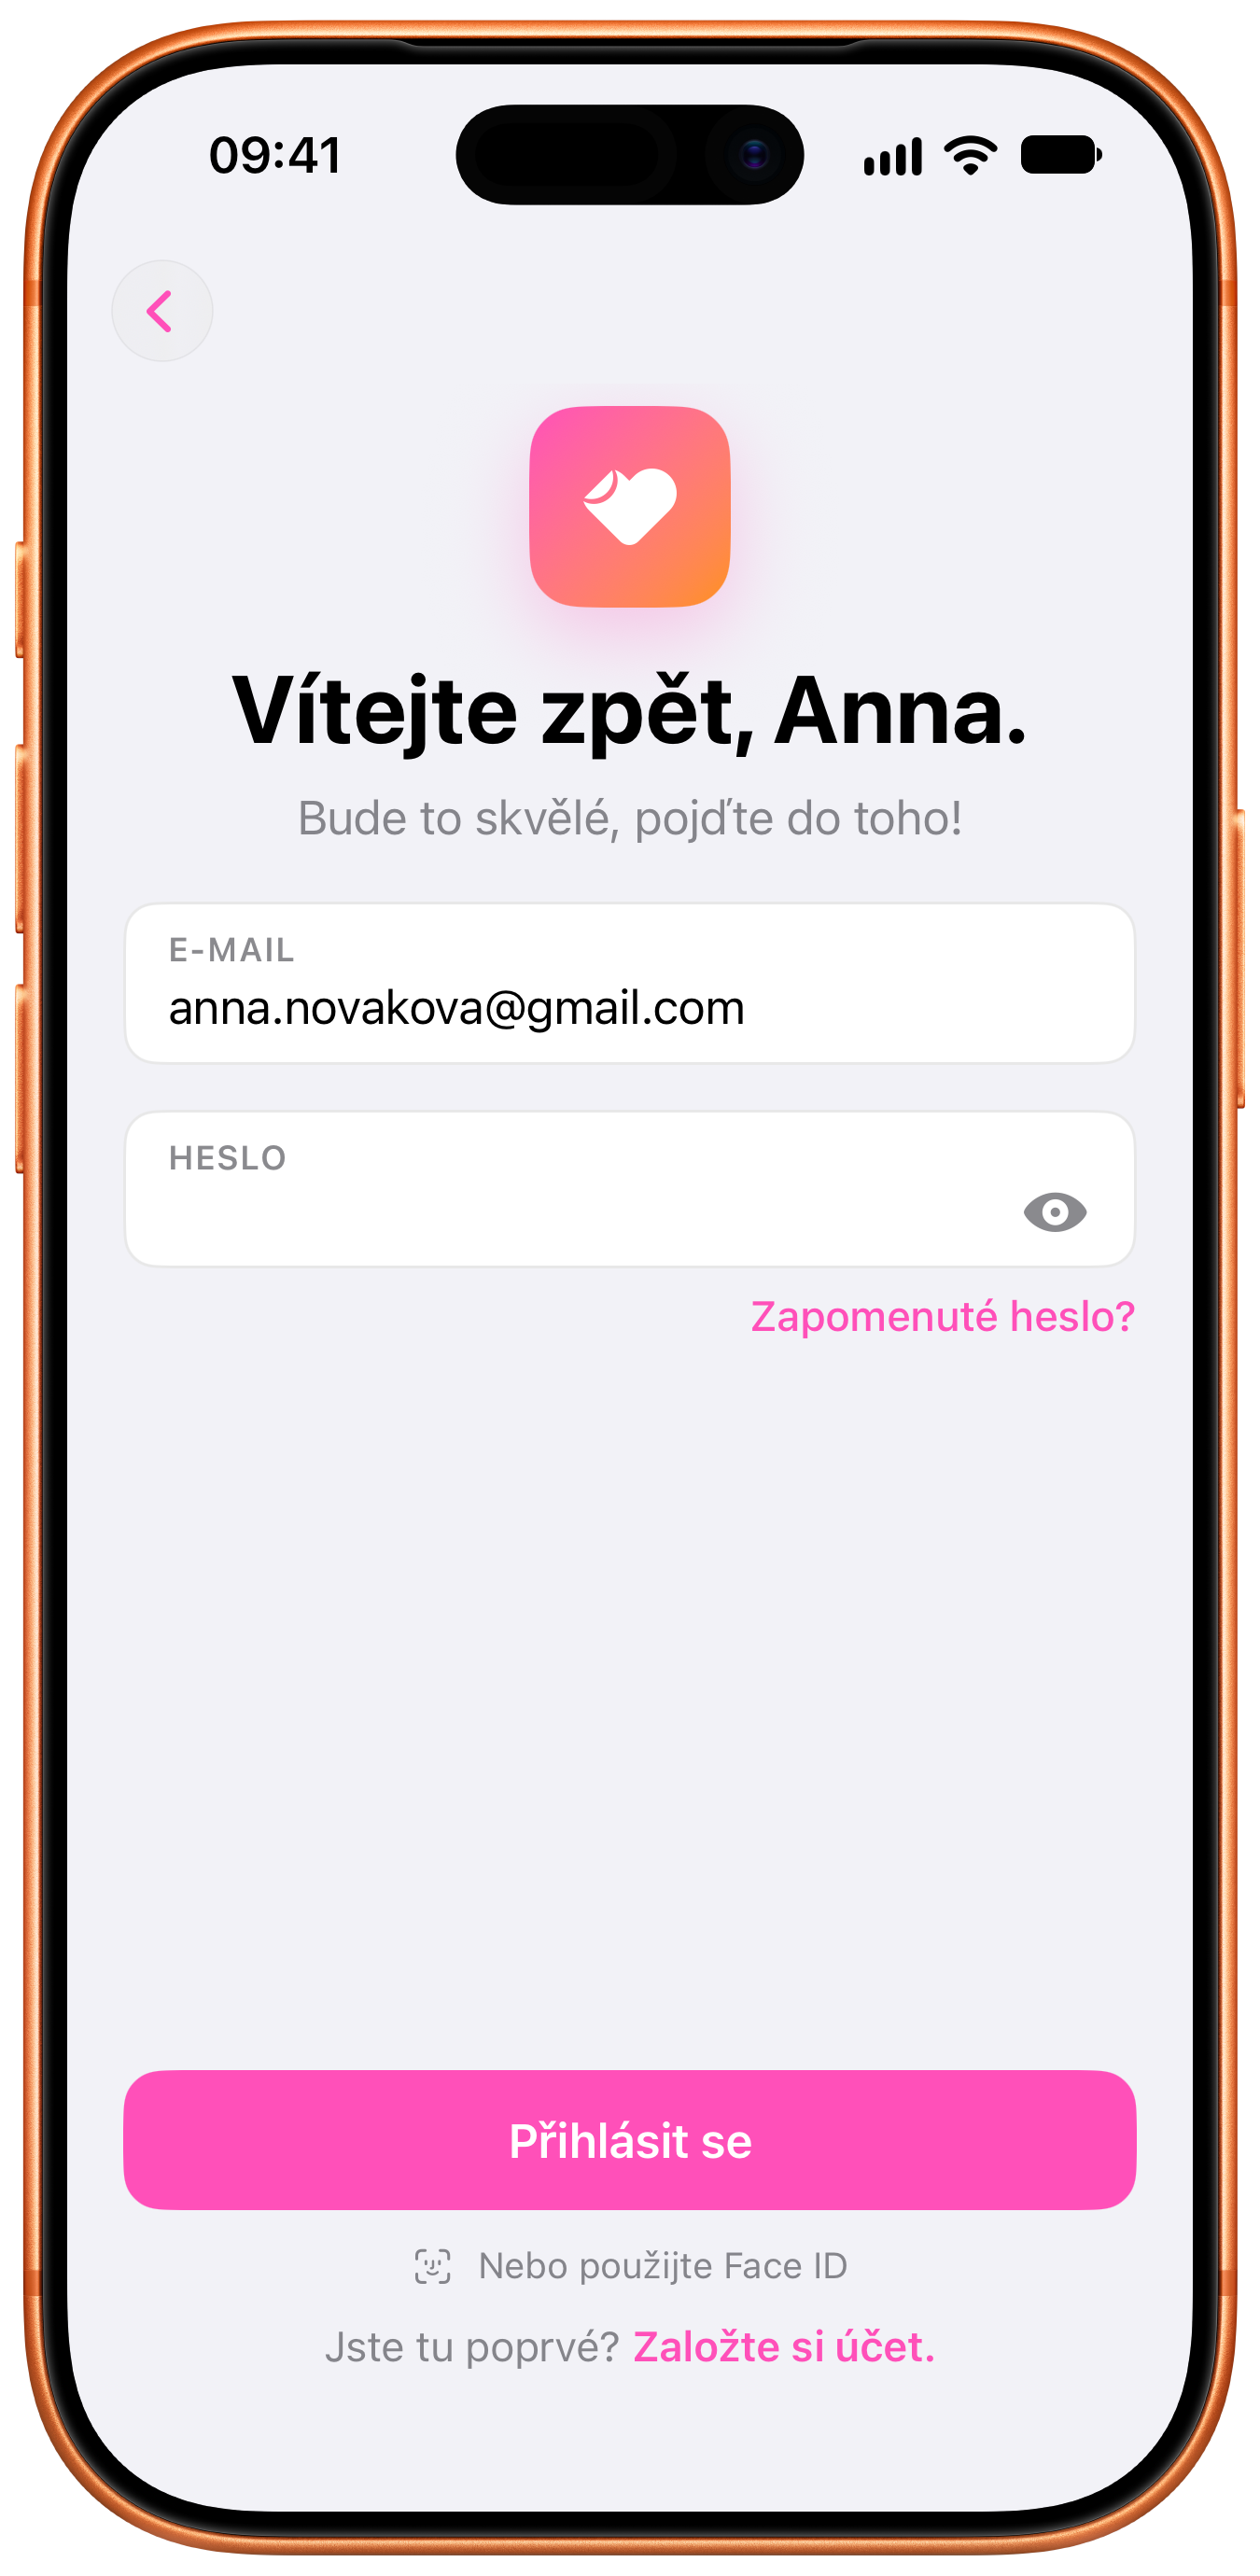 09:41
Vítejte zpět, Anna.
Bude to skvělé, pojďte do toho!
E-MAIL
anna.novakova@gmail.com
HESLO
Zapomenuté heslo?
Přihlásit se
Nebo použijte Face ID
Jste tu poprvé? Založte si účet.